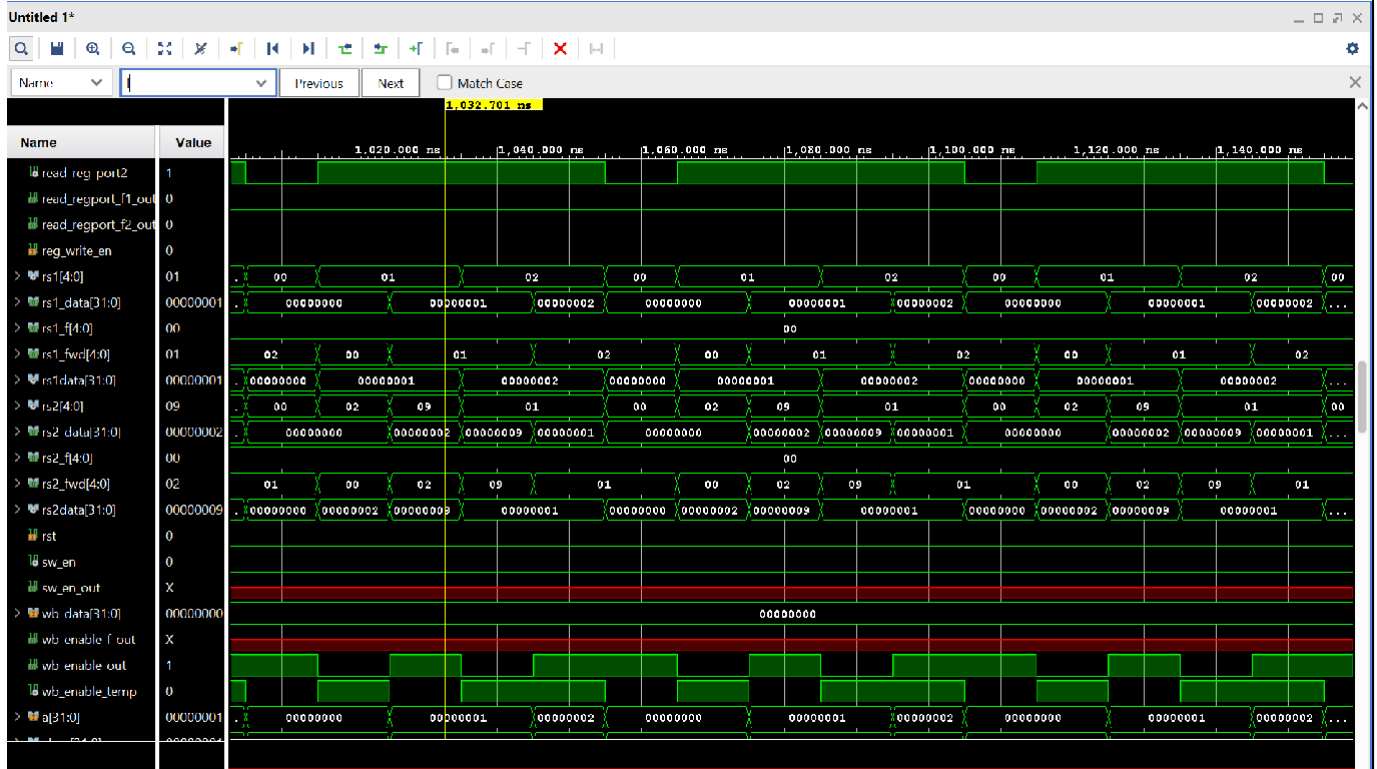 Untitled 1*
Name Previous Next Match Case
1,032.701 ns
Name Value 1,020.000 ns 1,040.000 ns 1,060.000 ns 1,080.000 ns 1,100.000 ns 1,120.000 ns 1,140.000 ns
read_reg_port2 1
read_regport_f1_out 0
read_regport_f2_out 0
reg_write_en 0
> rs1[4:0] 01 . 00 01 02 00 01 02 00 01 02 00
> rs1_data[31:0] 00000001 . 00000000 00000001 00000002 00000000 00000001 00000002 00000000 00000001 00000002 ...
> rs1_f[4:0] 00 00
> rs1_fwd[4:0] 01 02 00 01 02 00 01 02 00 01 02
> rs1data[31:0] 00000001 . 00000000 00000001 00000002 00000000 00000001 00000002 00000000 00000001 00000002 ...
> rs2[4:0] 09 . 00 02 09 01 00 02 09 01 00 02 09 01 00
> rs2_data[31:0] 00000002 . 00000000 00000002 00000009 00000001 00000000 00000002 00000009 00000001 00000000 00000002 00000009 00000001 ...
> rs2_f[4:0] 00 00
> rs2_fwd[4:0] 02 01 00 02 09 01 00 02 09 01 00 02 09 01
> rs2data[31:0] 00000009 . 00000000 00000002 00000009 00000001 00000000 00000002 00000009 00000001 00000000 00000002 00000009 00000001 ...
rst 0
sw_en 0
sw_en_out X
> wb_data[31:0] 00000000 00000000
wb_enable_f_out X
wb_enable_out 1
wb_enable_temp 0
> a[31:0] 00000001 . 00000000 00000001 00000002 00000000 00000001 00000002 00000000 00000001 00000002 ...